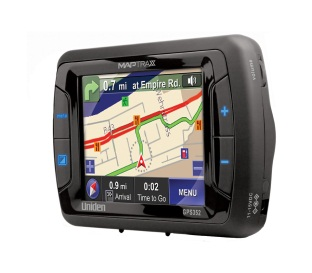 MAPTRAX
0.7 mi at Empire Rd.
0.9 mi
Arrival
0:02
Time to Go
MENU
Uniden
GPS352